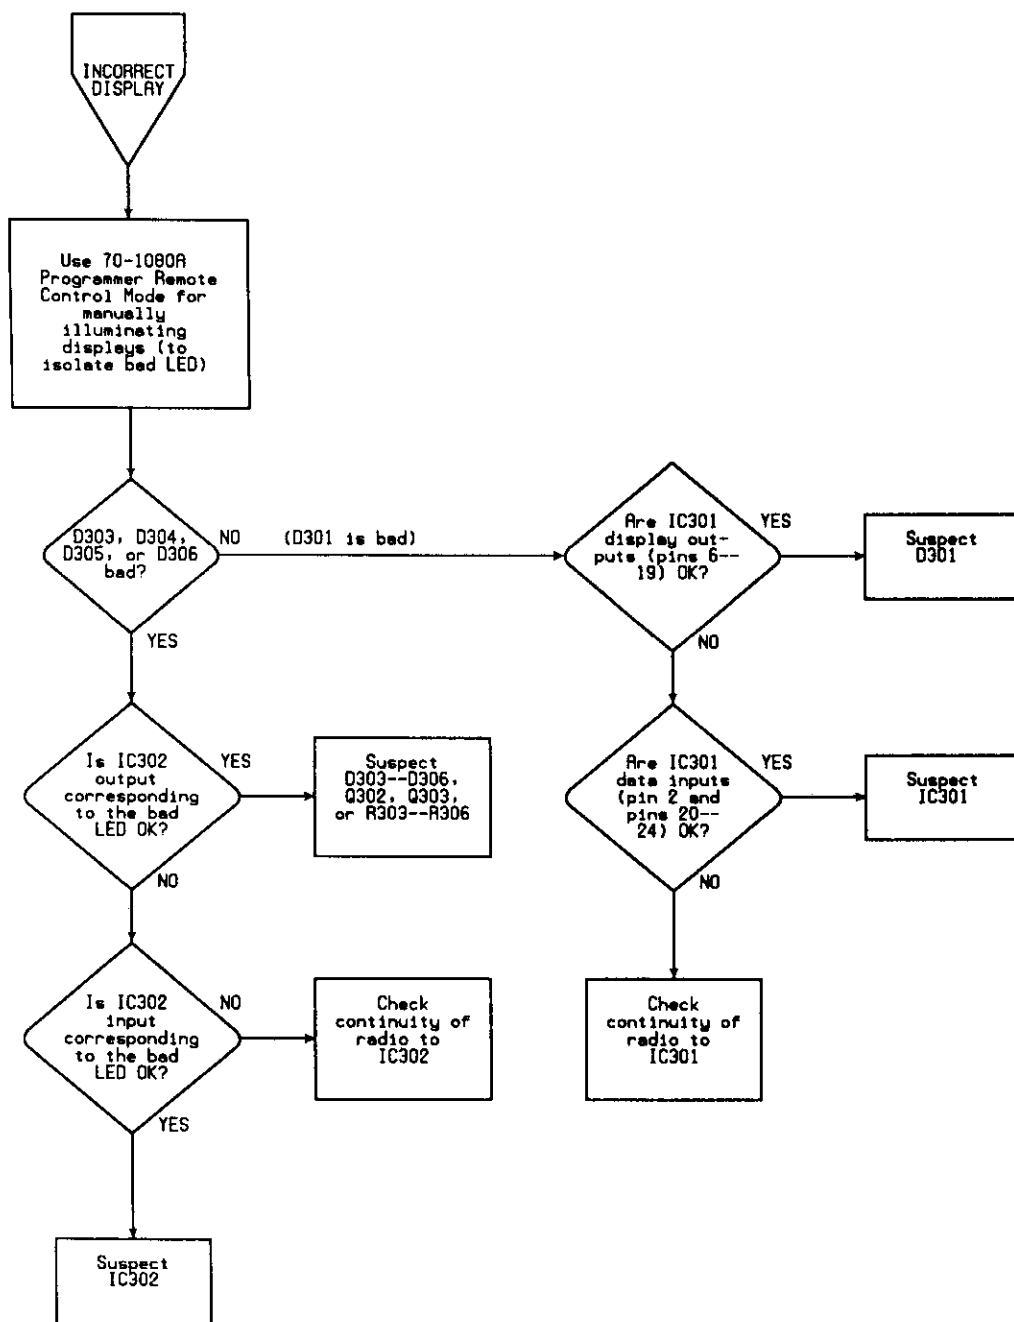 INCORRECT
DISPLAY
Use 70-1080A
Programmer Remote
Control Mode for
manually
illuminating
displays (to
isolate bad LED)
D303, D304,
D305, or D306
bad?
NO
(D301 is bad)
YES
Are IC301
display out-
puts (pins 6--
19) OK?
YES
NO
Suspect
D301
Is IC302
output
corresponding
to the bad
LED OK?
YES
NO
Suspect
D303--D306,
Q302, Q303,
or R303--R306
Are IC301
data inputs
(pin 2 and
pins 20--
24) OK?
YES
NO
Suspect
IC301
Is IC302
input
corresponding
to the bad
LED OK?
NO
YES
Check
continuity of
radio to
IC302
Check
continuity of
radio to
IC301
Suspect
IC302